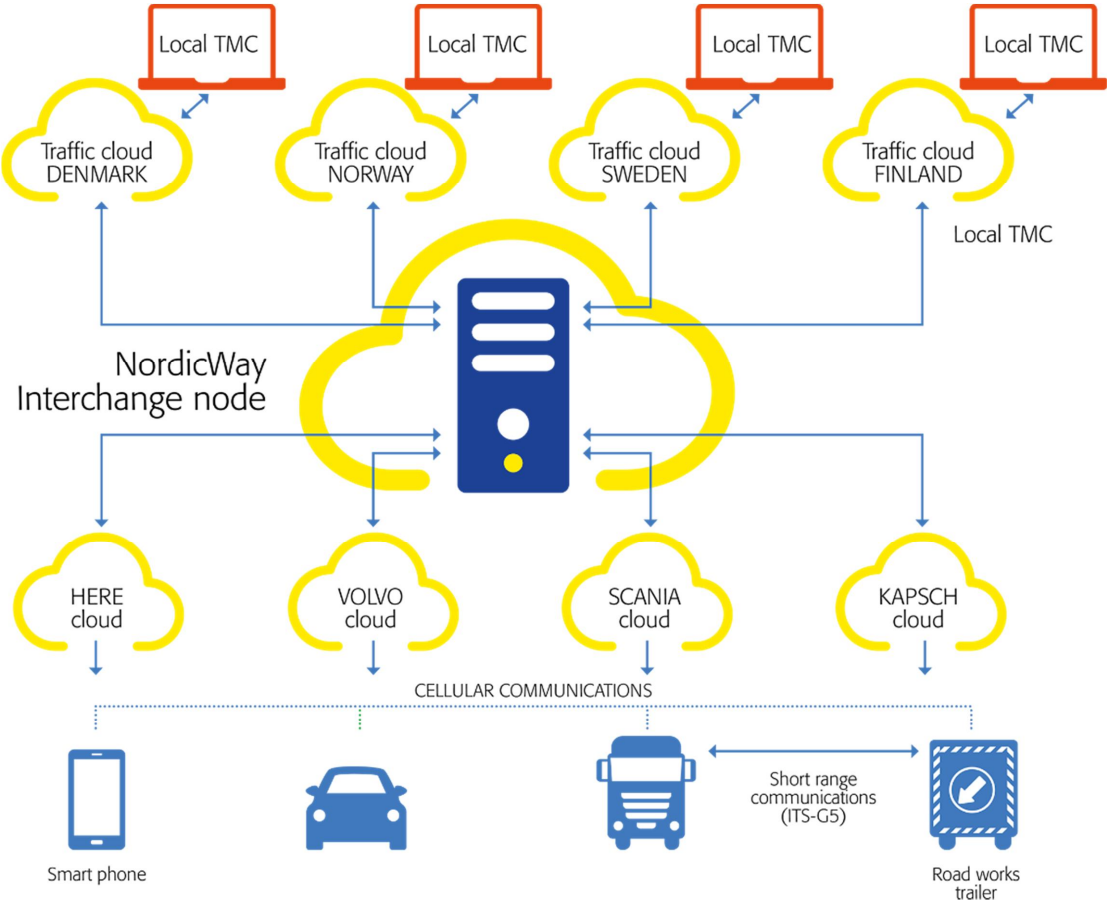 Local TMC
Local TMC
Local TMC
Local TMC
Traffic cloud
DENMARK
Traffic cloud
NORWAY
Traffic cloud
SWEDEN
Traffic cloud
FINLAND
Local TMC
NordicWay
Interchange node
HERE
cloud
VOLVO
cloud
SCANIA
cloud
KAPSCH
cloud
CELLULAR COMMUNICATIONS
Short range
communications
(ITS-G5)
Smart phone
Road works
trailer